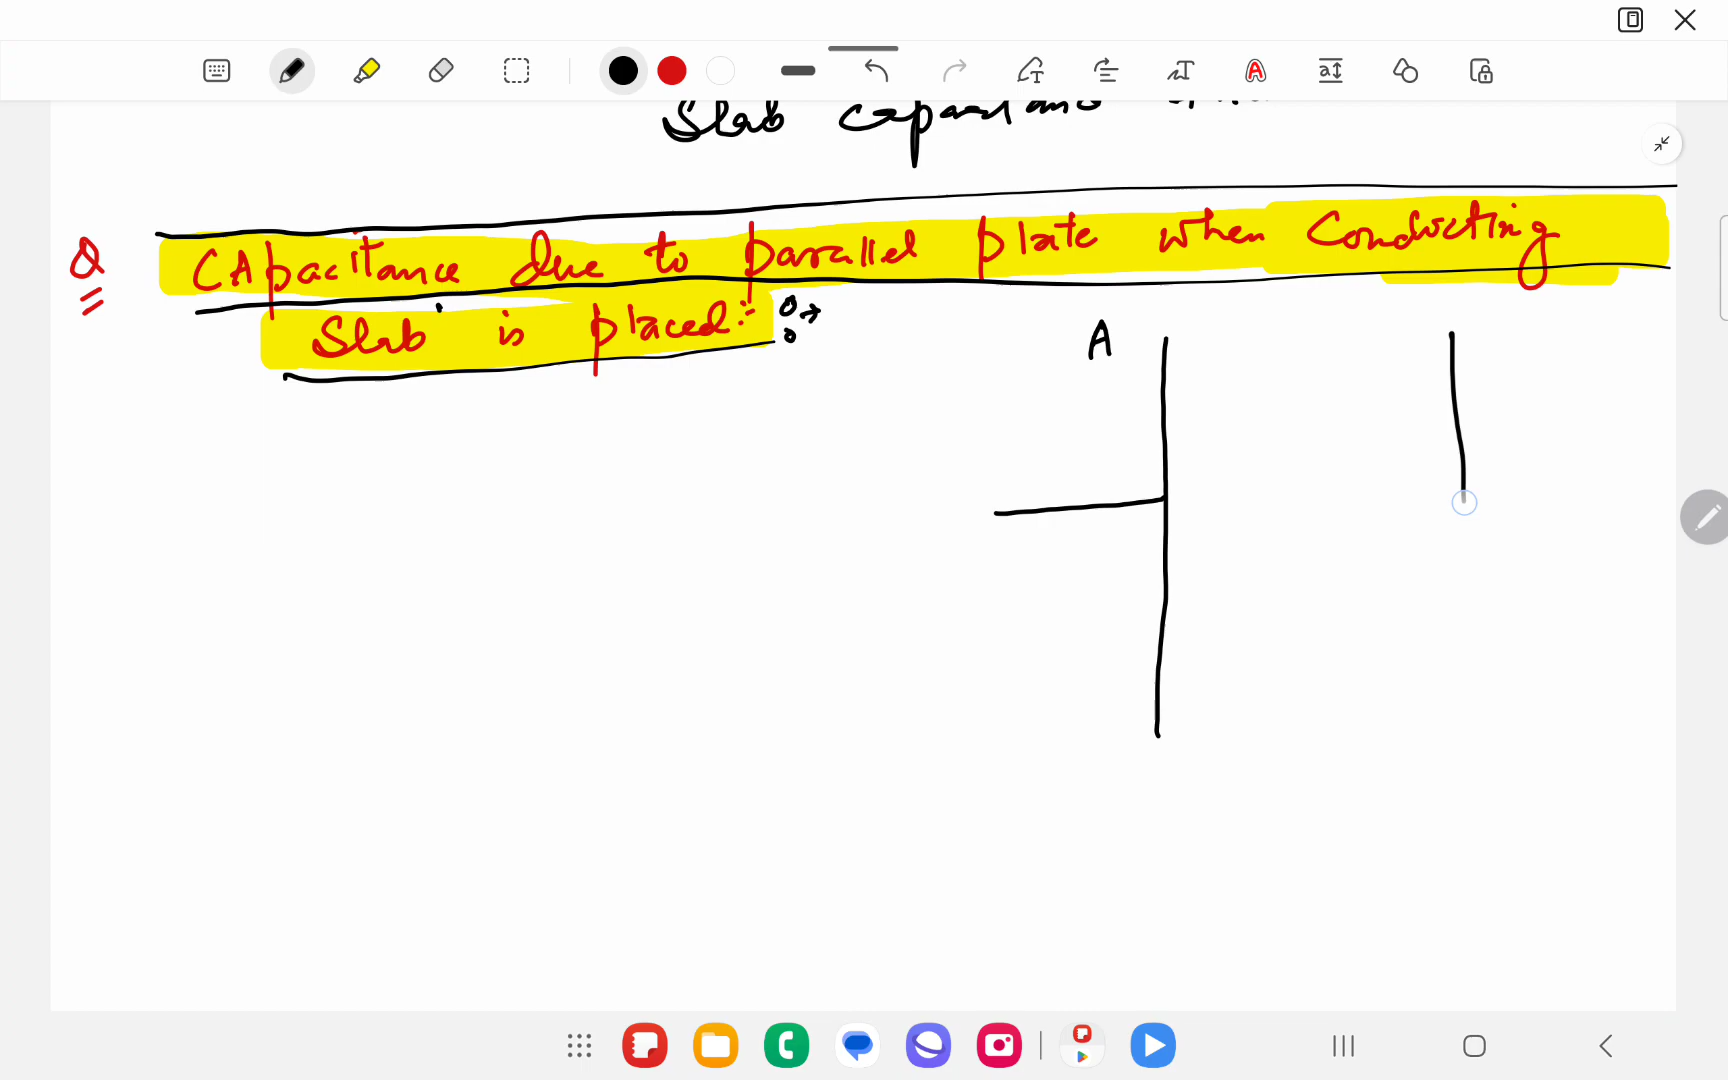 Slab
Q CApacitance due to parallel plate when Conducting
Slab is placed :-
A